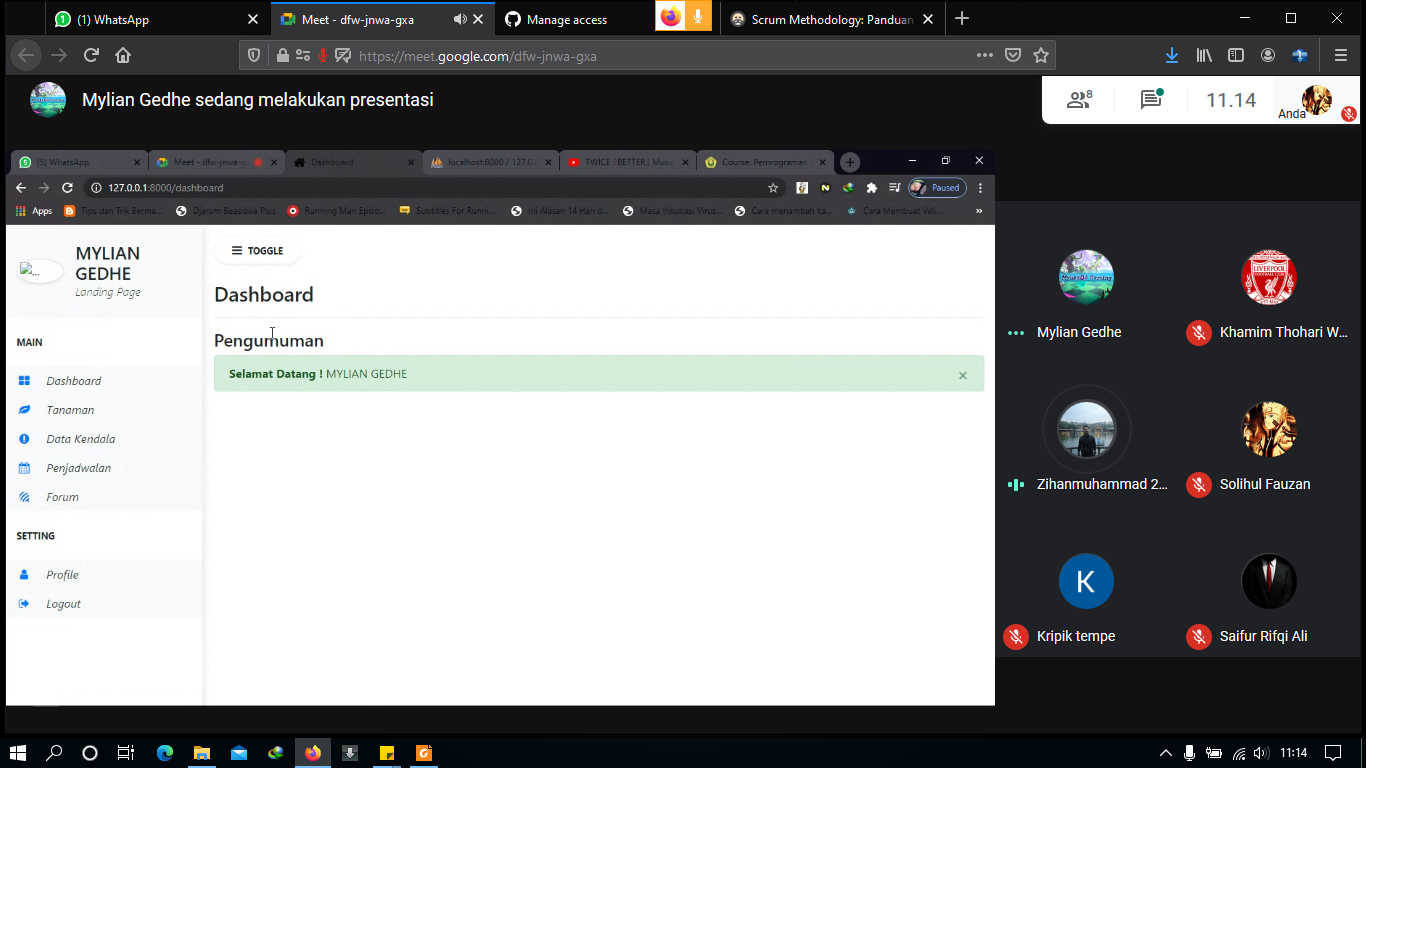 (1) WhatsApp
Meet - dfw-jnwa-gxa
Manage access
Scrum Methodology: Panduan
https://meet.google.com/dfw-jnwa-gxa
Mylian Gedhe sedang melakukan presentasi
8
11.14
Anda
(5) WhatsApp
Meet - dfw-jnwa-g
Dashboard
localhost:8080 / 127.0.
TWICE 「BETTER」 Mus
Course: Pemrograman
127.0.0.1:8000/dashboard
Paused
Apps
Tips dan Trik Berma...
Djarum Beasiswa Plus
Running Man Episo...
Subtitles For Runni...
Ini Alasan 14 Hari d...
Masa Inkubasi Virus...
Cara menambah ka...
Cara Membuat Vali...
»
MYLIAN
GEDHE
Landing Page
TOGGLE
Dashboard
Pengumuman
Selamat Datang ! MYLIAN GEDHE
MAIN
Dashboard
Tanaman
Data Kendala
Penjadwalan
Forum
SETTING
Profile
Logout
Mylian Gedhe
Khamim Thohari W...
LIVERPOOL
Zihanmuhammad 2...
Solihul Fauzan
K
Kripik tempe
Saifur Rifqi Ali
11:14